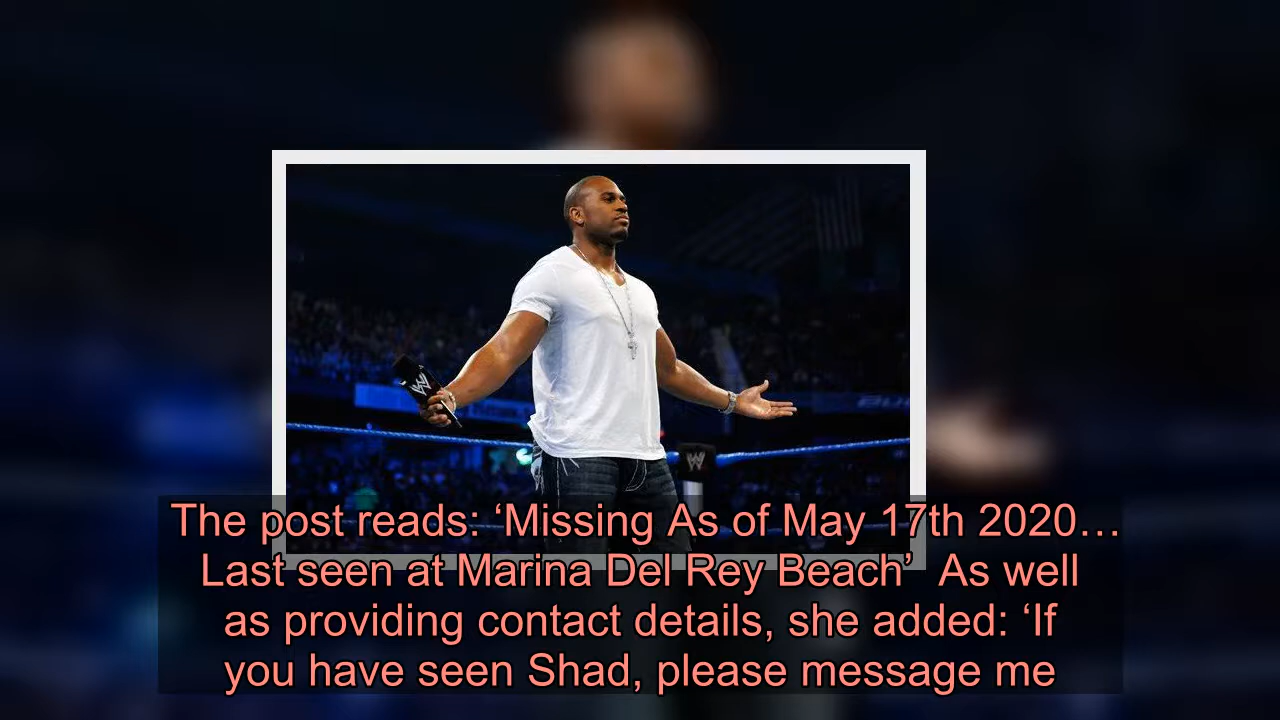 The post reads: ‘Missing As of May 17th 2020…
Last seen at Marina Del Rey Beach’  As well
as providing contact details, she added: ‘If
you have seen Shad, please message me